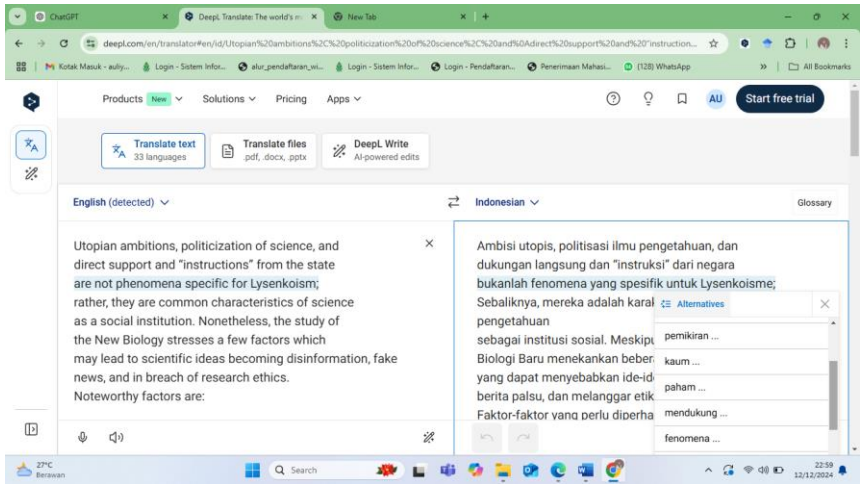 ChatGPT
DeepL Translate: The world's m
New Tab
deepl.com/en/translator#en/id/Utopian%20ambitions%2C%20politicization%20of%20science%2C%20and%0Adirect%20support%20and%20"instruction...
Kotak Masuk - auliy...
Login - Sistem Infor...
alur_pendaftaran_wi...
Login - Sistem Infor...
Login - Pendaftaran...
Penerimaan Mahasi...
(128) WhatsApp
All Bookmarks
Products New
Solutions
Pricing
Apps
AU
Start free trial
Translate text
33 languages
Translate files
.pdf, .docx, .pptx
DeepL Write
AI-powered edits
English (detected)
Indonesian
Glossary
Utopian ambitions, politicization of science, and
direct support and "instructions" from the state
are not phenomena specific for Lysenkoism;
rather, they are common characteristics of science
as a social institution. Nonetheless, the study of
the New Biology stresses a few factors which
may lead to scientific ideas becoming disinformation, fake
news, and in breach of research ethics.
Noteworthy factors are:
Ambisi utopis, politisasi ilmu pengetahuan, dan
dukungan langsung dan "instruksi" dari negara
bukanlah fenomena yang spesifik untuk Lysenkoisme;
Sebaliknya, mereka adalah karak
pengetahuan
sebagai institusi sosial. Meskipu
Biologi Baru menekankan beber
yang dapat menyebabkan ide-id
berita palsu, dan melanggar etik
Faktor-faktor yang perlu diperha
Alternatives
pemikiran ...
kaum ...
paham ...
mendukung ...
fenomena ...
27°C
Berawan
Search
22:59
12/12/2024